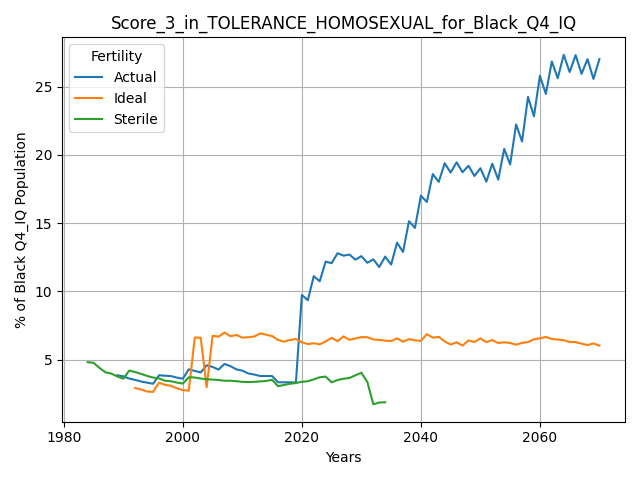 Score_3_in_TOLERANCE_HOMOSEXUAL_for_Black_Q4_IQ
Fertility
Actual
Ideal
Sterile
% of Black Q4_IQ Population
25
20
15
10
5
1980 2000 2020 2040 2060
Years